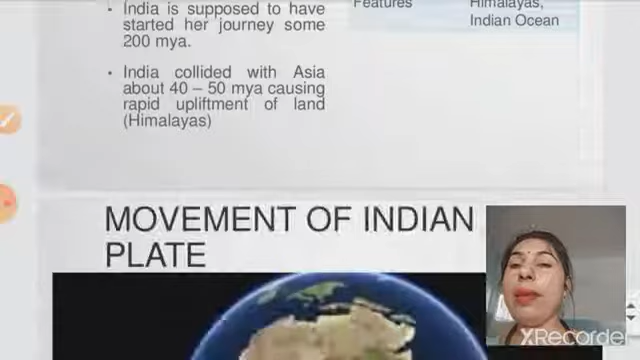 • India is supposed to have
started her journey some
200 mya.
• India collided with Asia
about 40 – 50 mya causing
rapid upliftment of land
(Himalayas)
Features
Himalayas,
Indian Ocean
MOVEMENT OF INDIAN
PLATE
XRecorder